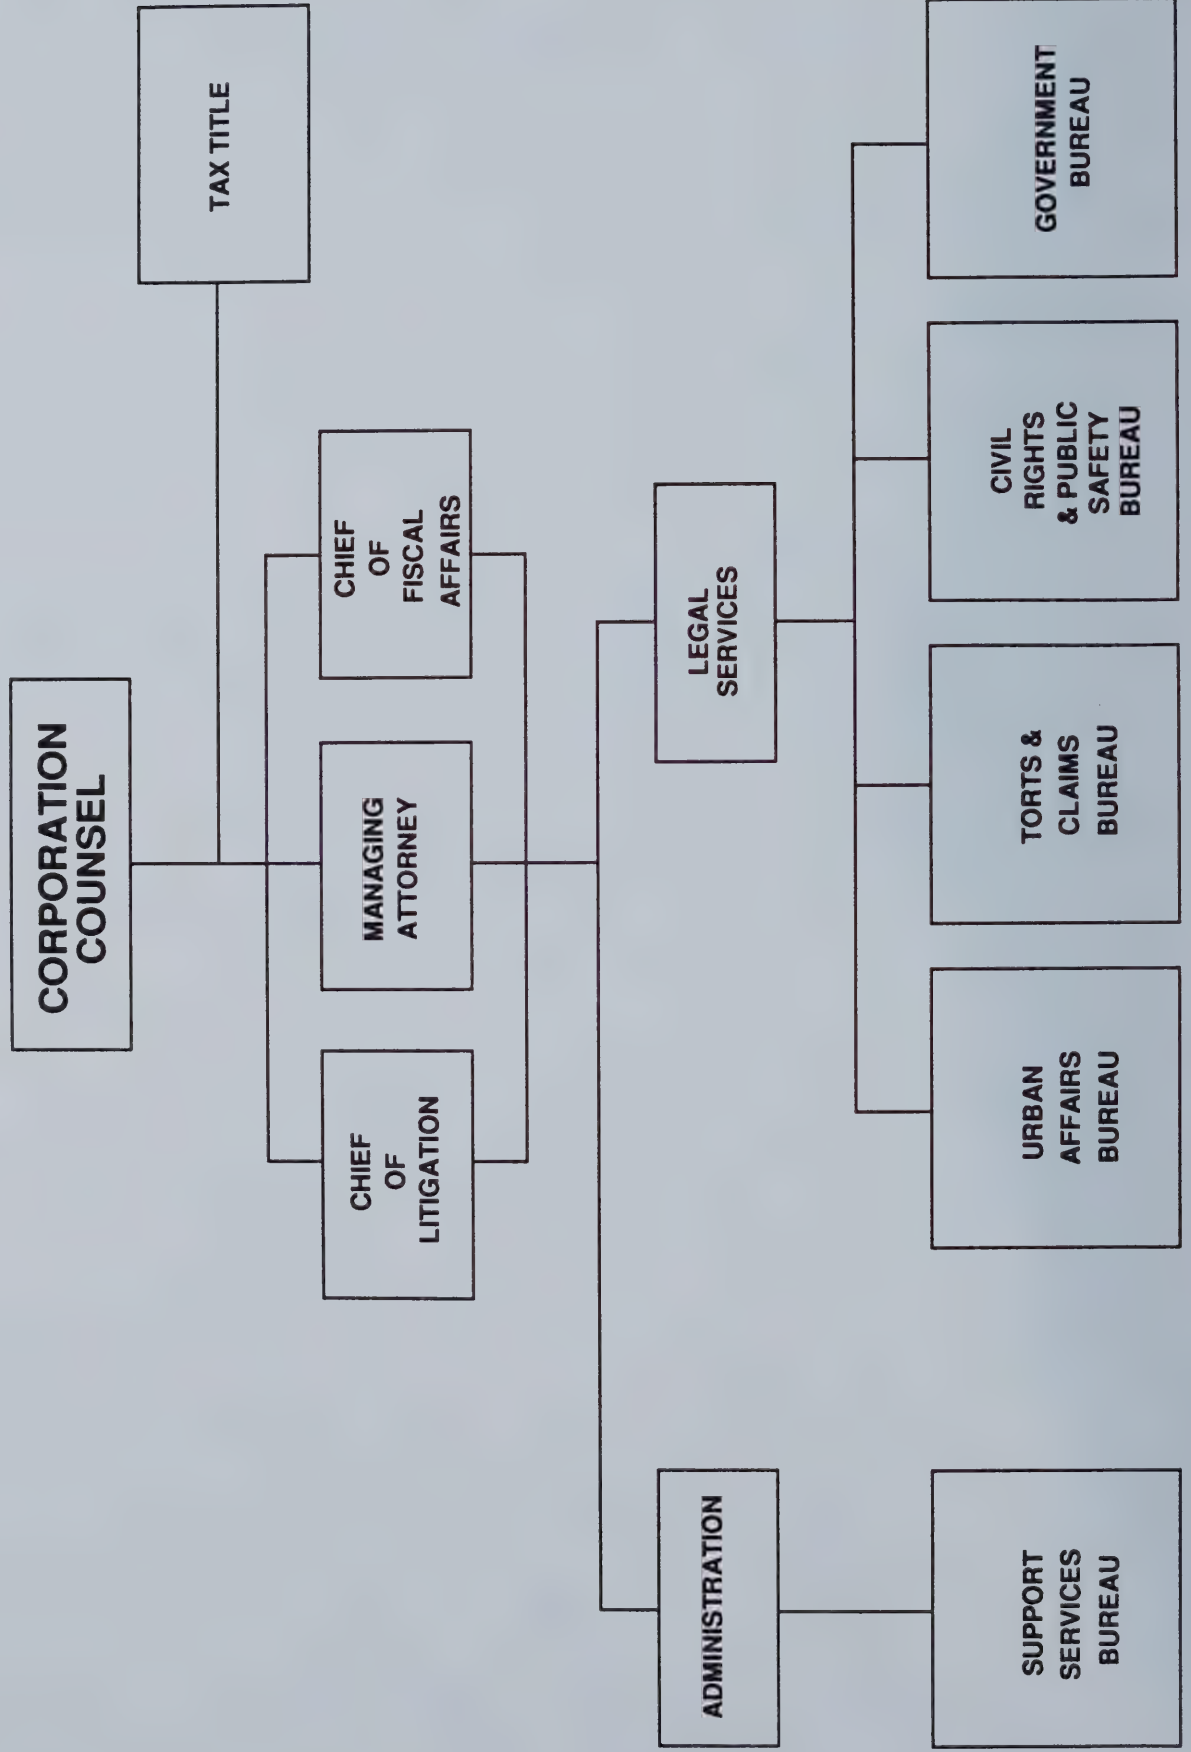 CORPORATION
COUNSEL
TAX TITLE
CHIEF
OF
LITIGATION
MANAGING
ATTORNEY
CHIEF
OF
FISCAL
AFFAIRS
ADMINISTRATION
LEGAL
SERVICES
SUPPORT
SERVICES
BUREAU
URBAN
AFFAIRS
BUREAU
TORTS &
CLAIMS
BUREAU
CIVIL
RIGHTS
& PUBLIC
SAFETY
BUREAU
GOVERNMENT
BUREAU